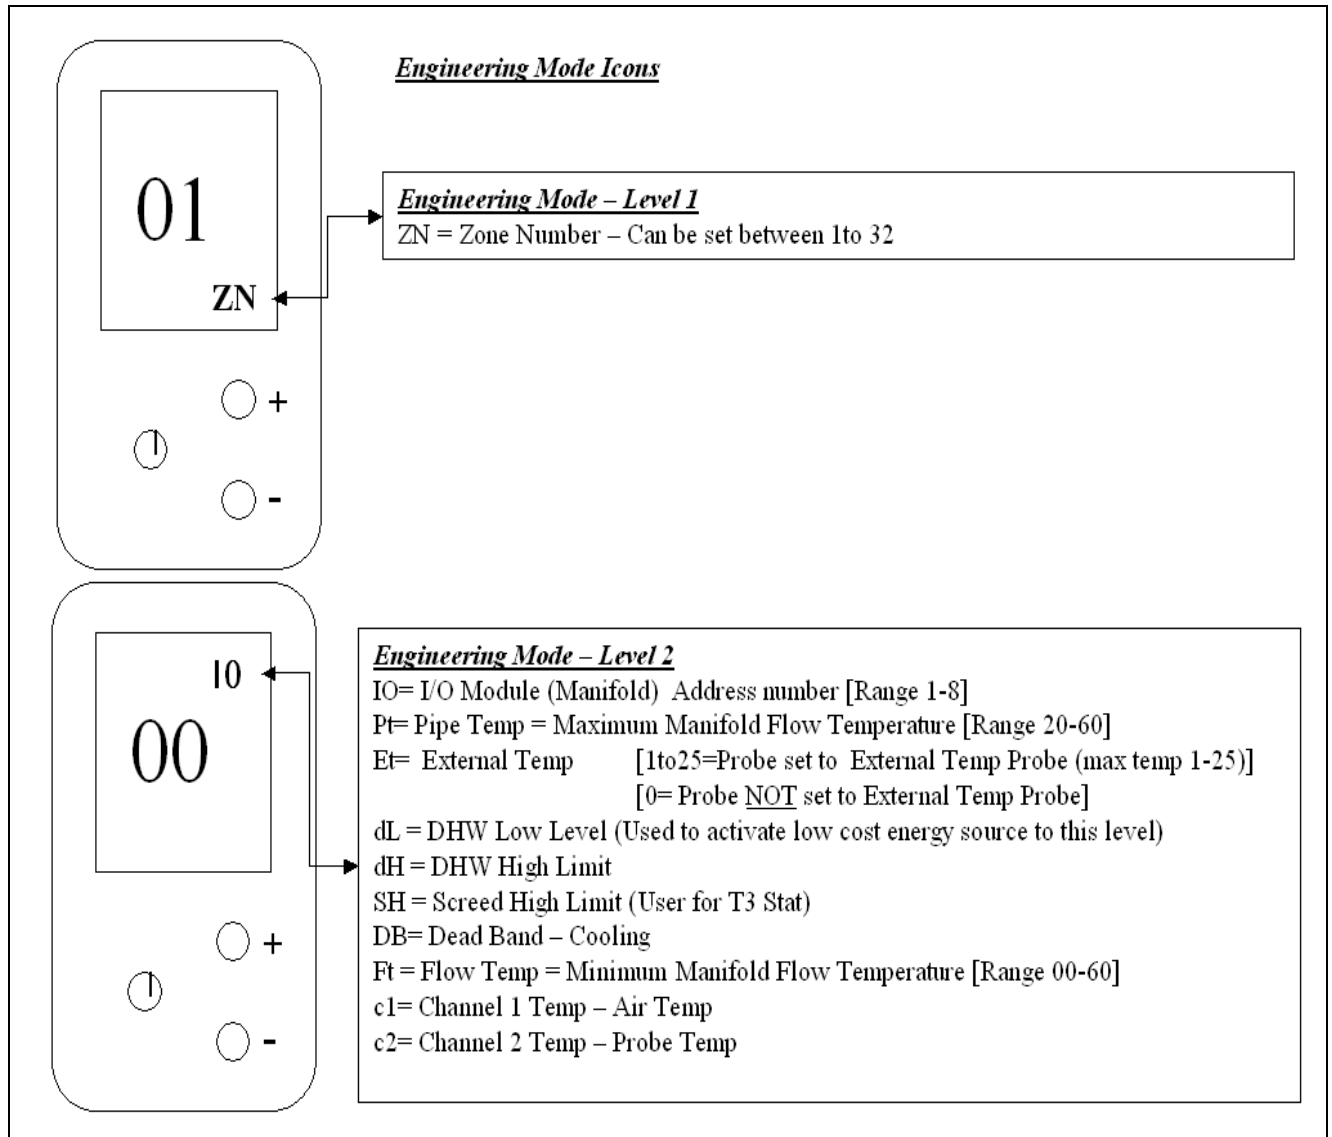 Engineering Mode Icons
01
ZN
+
-
Engineering Mode – Level 1
ZN = Zone Number – Can be set between 1to 32
I0
00
+
-
Engineering Mode – Level 2
IO= I/O Module (Manifold) Address number [Range 1-8]
Pt= Pipe Temp = Maximum Manifold Flow Temperature [Range 20-60]
Et= External Temp [1to25=Probe set to External Temp Probe (max temp 1-25)]
[0= Probe NOT set to External Temp Probe]
dL = DHW Low Level (Used to activate low cost energy source to this level)
dH = DHW High Limit
SH = Screed High Limit (User for T3 Stat)
DB= Dead Band – Cooling
Ft = Flow Temp = Minimum Manifold Flow Temperature [Range 00-60]
c1= Channel 1 Temp – Air Temp
c2= Channel 2 Temp – Probe Temp